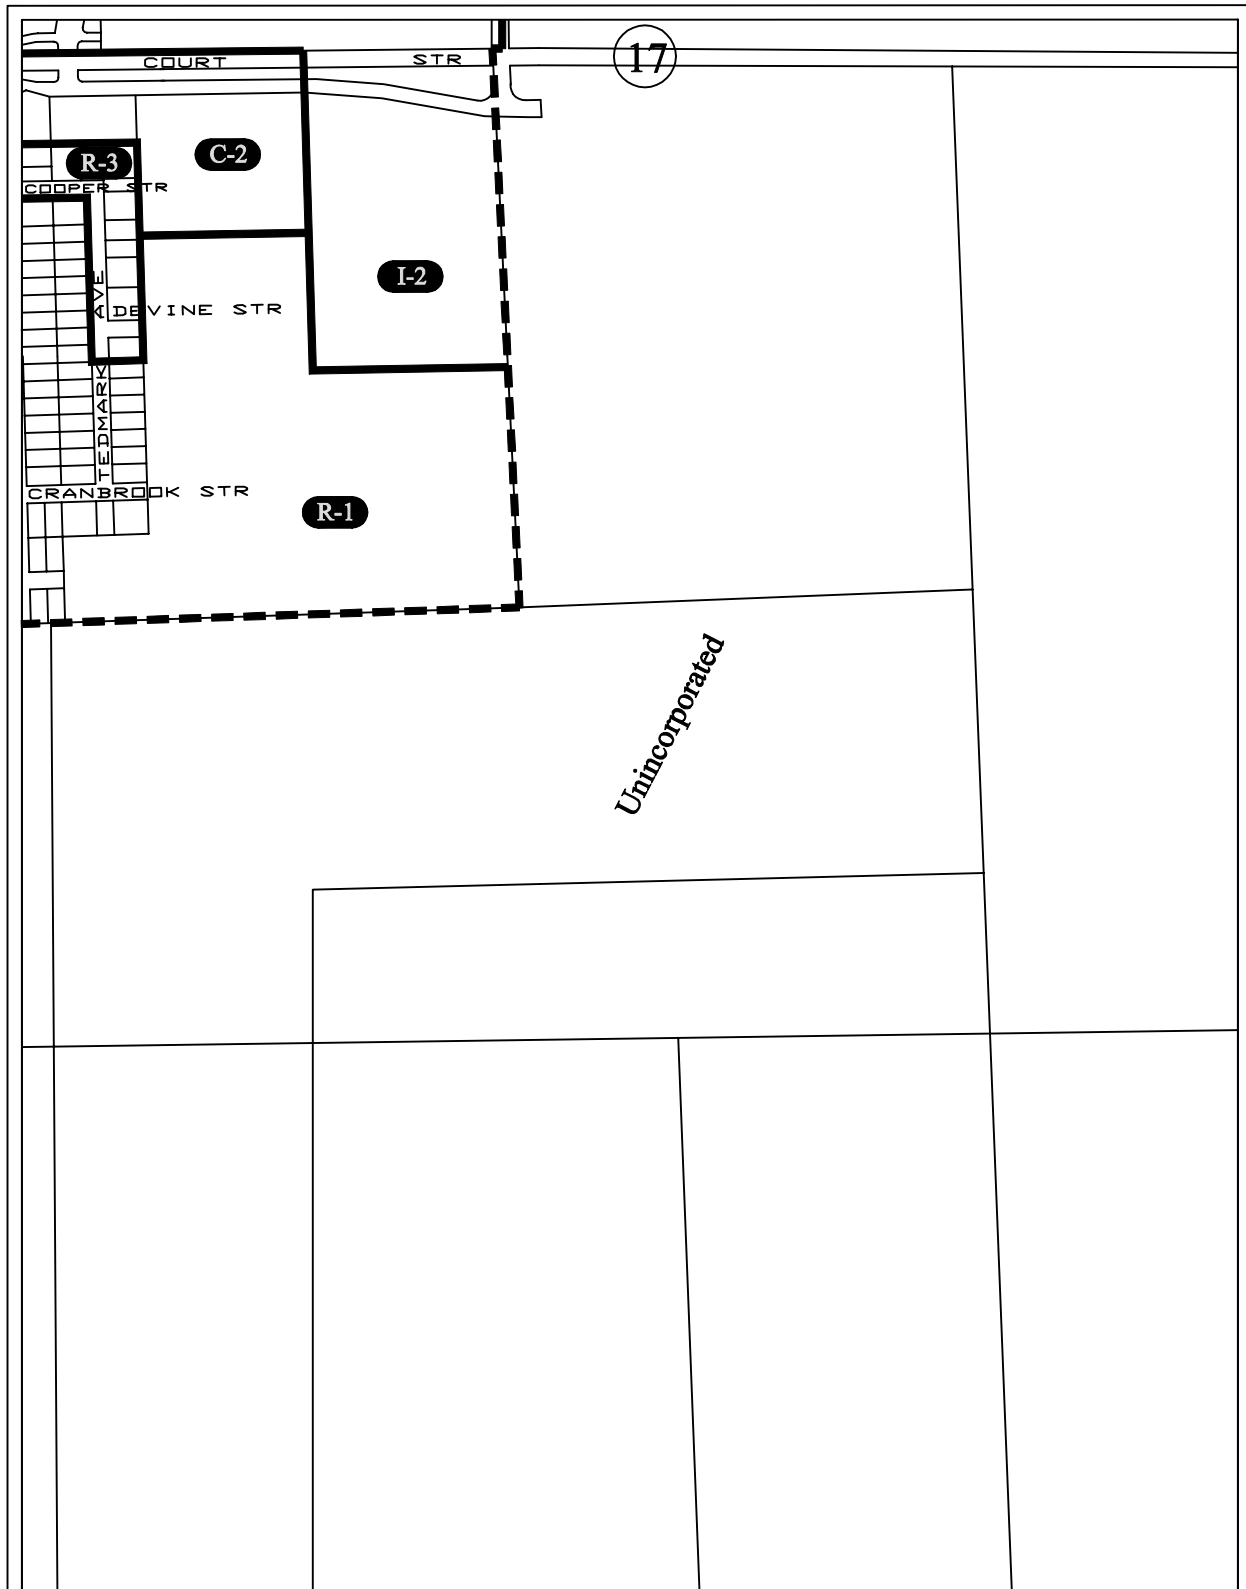 COURT STR
17
R-3
C-2
COOPER STR
I-2
DEVINE STR
TEDMARK AVE
CRANBROOK STR
R-1
Unincorporated